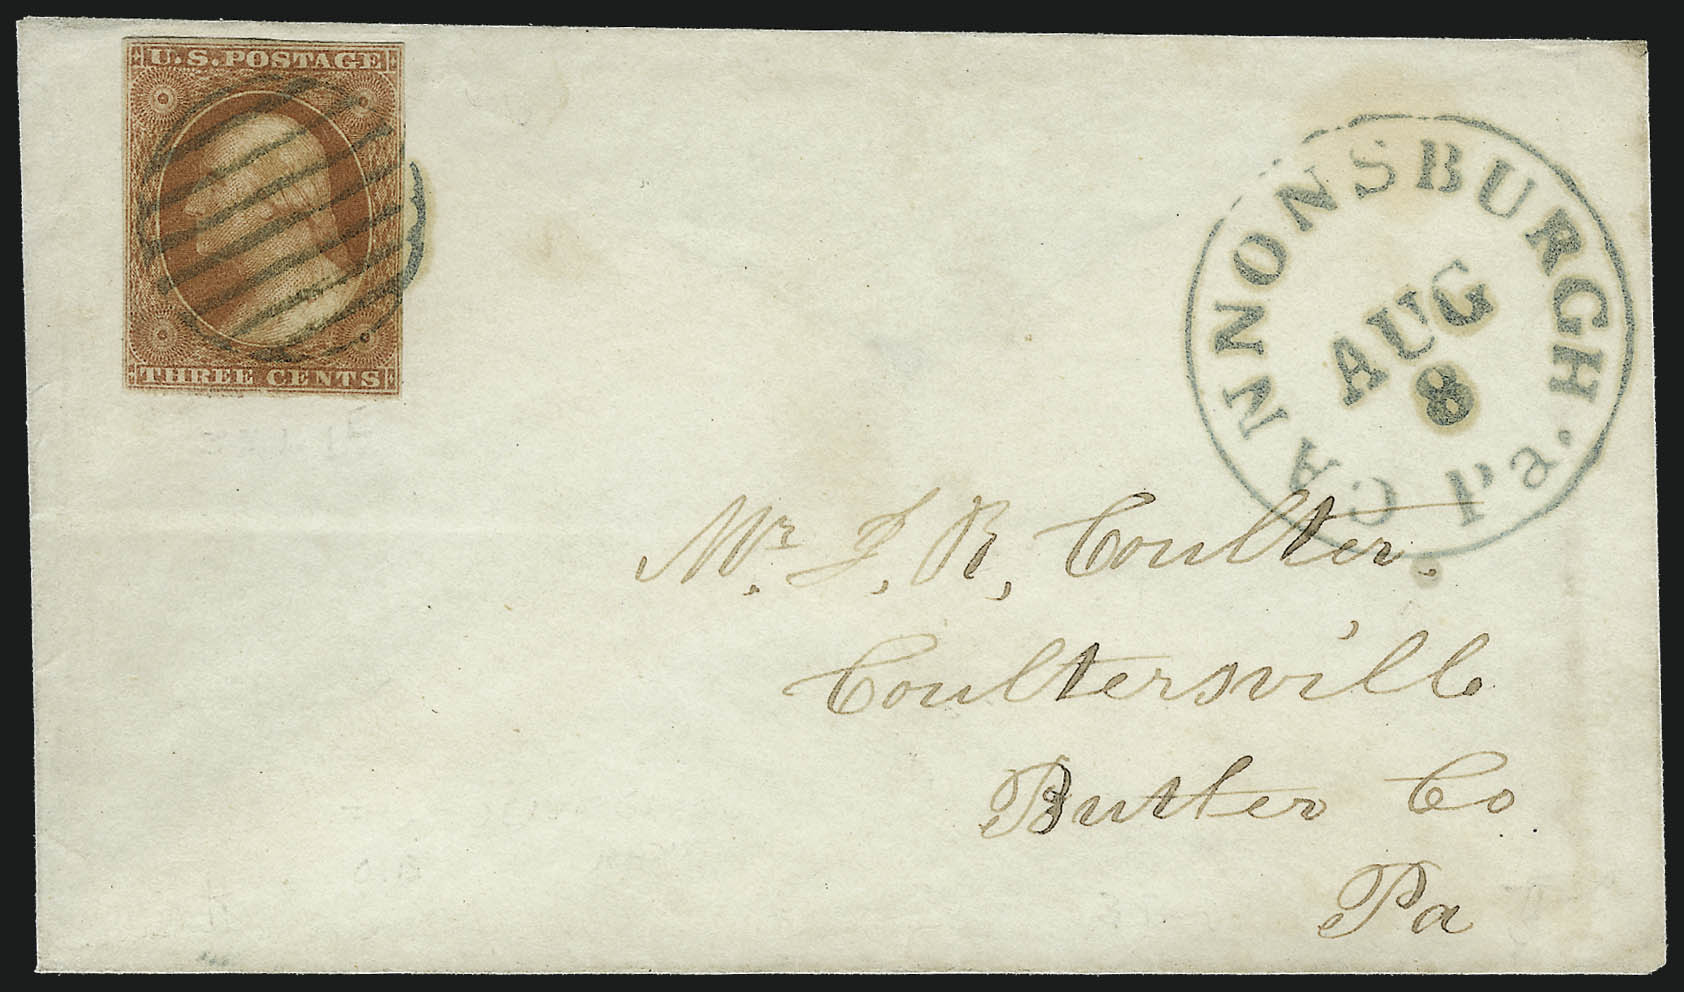 U.S. POSTAGE
THREE CENTS
CANNONSBURGH Pa.
AUG
8
Mr. J. R. Coulter.
Coultersville
Butler Co
Pa